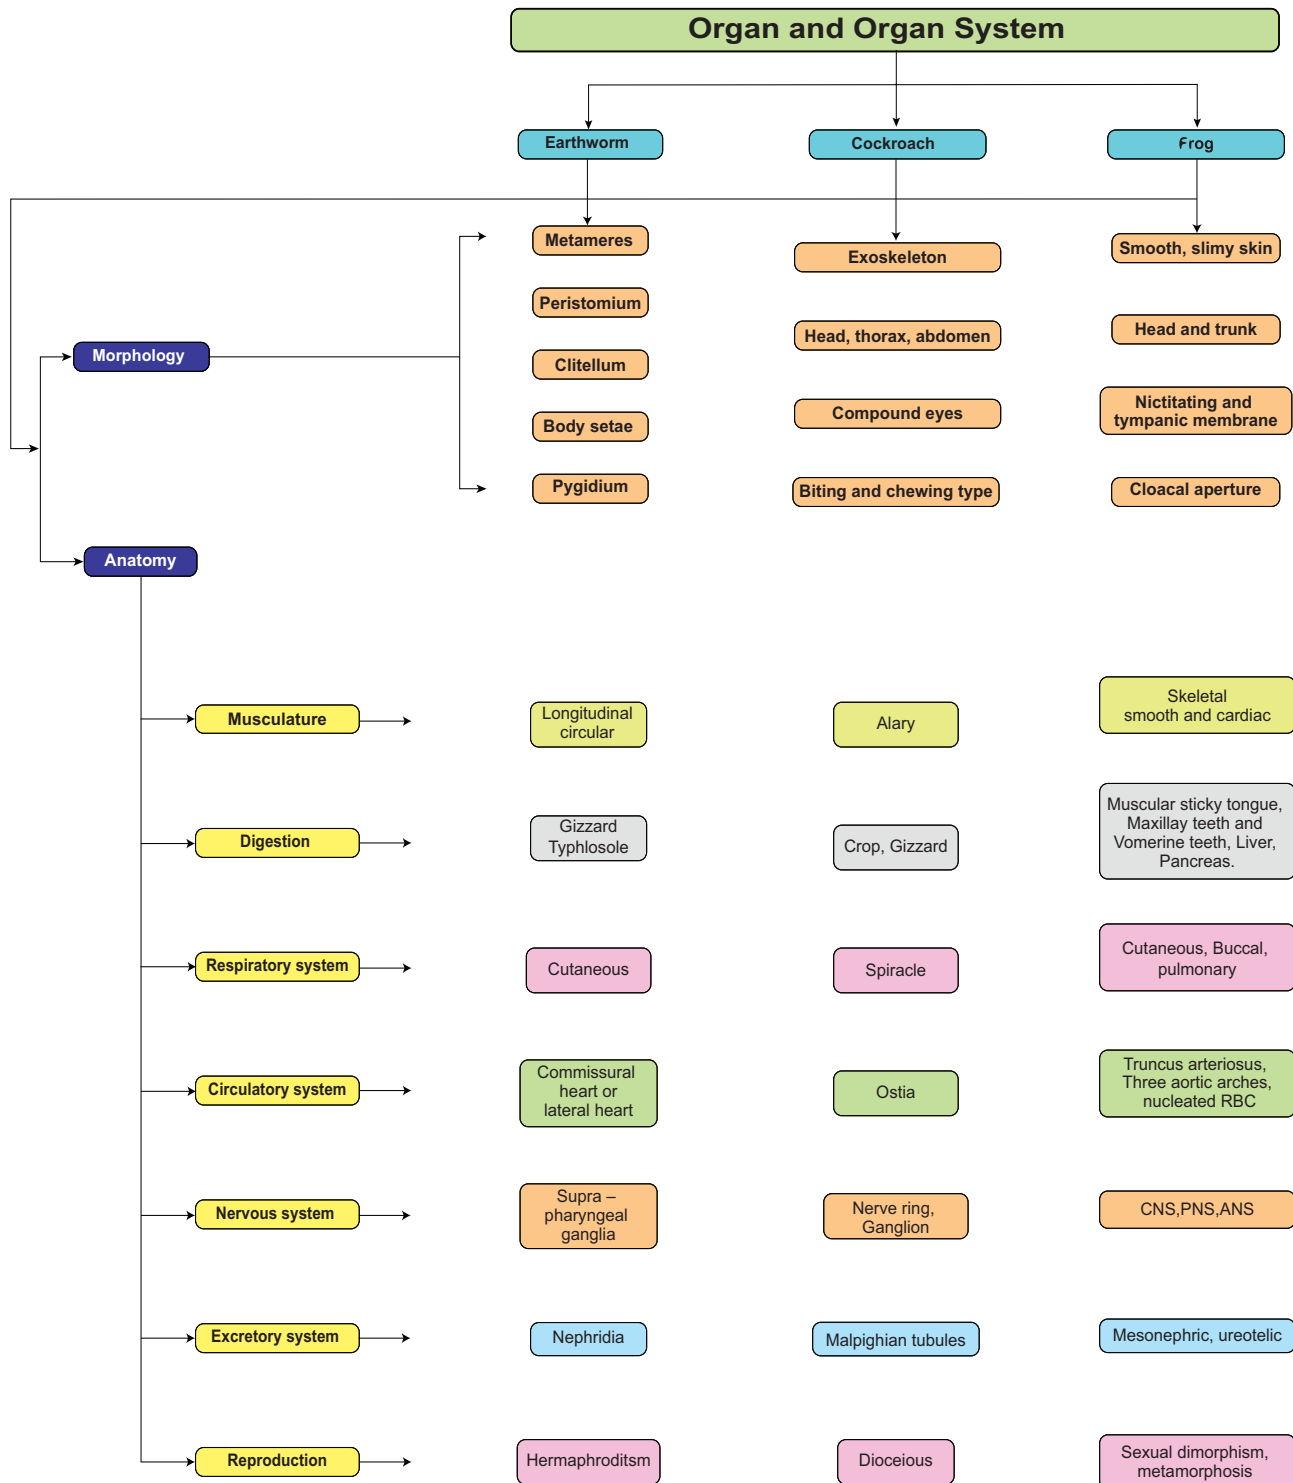 Organ and Organ System
Earthworm
Cockroach
Frog
Metameres
Exoskeleton
Smooth, slimy skin
Peristomium
Head, thorax, abdomen
Head and trunk
Morphology
Clitellum
Compound eyes
Nictitating and
tympanic membrane
Body setae
Pygidium
Biting and chewing type
Cloacal aperture
Anatomy
Musculature
Longitudinal
circular
Alary
Skeletal
smooth and cardiac
Digestion
Gizzard
Typhlosole
Crop, Gizzard
Muscular sticky tongue,
Maxillay teeth and
Vomerine teeth, Liver,
Pancreas.
Respiratory system
Cutaneous
Spiracle
Cutaneous, Buccal,
pulmonary
Circulatory system
Commissural
heart or
lateral heart
Ostia
Truncus arteriosus,
Three aortic arches,
nucleated RBC
Nervous system
Supra –
pharyngeal
ganglia
Nerve ring,
Ganglion
CNS,PNS,ANS
Excretory system
Nephridia
Malpighian tubules
Mesonephric, ureotelic
Reproduction
Hermaphroditsm
Dioceious
Sexual dimorphism,
metamorphosis